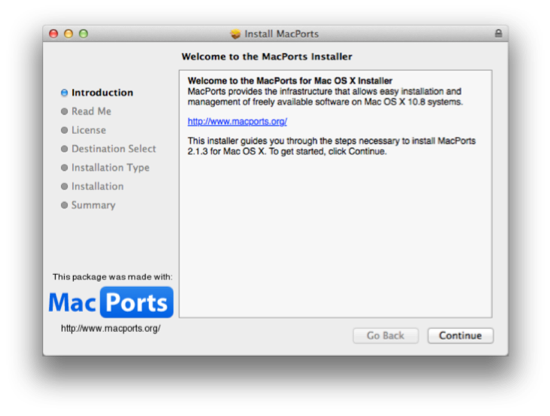 Install MacPorts
Welcome to the MacPorts Installer
Introduction
Read Me
License
Destination Select
Installation Type
Installation
Summary
Welcome to the MacPorts for Mac OS X Installer
MacPorts provides the infrastructure that allows easy installation and
management of freely available software on Mac OS X 10.8 systems.
http://www.macports.org/
This installer guides you through the steps necessary to install MacPorts
2.1.3 for Mac OS X. To get started, click Continue.
This package was made with:
Mac Ports
http://www.macports.org/
Go Back
Continue